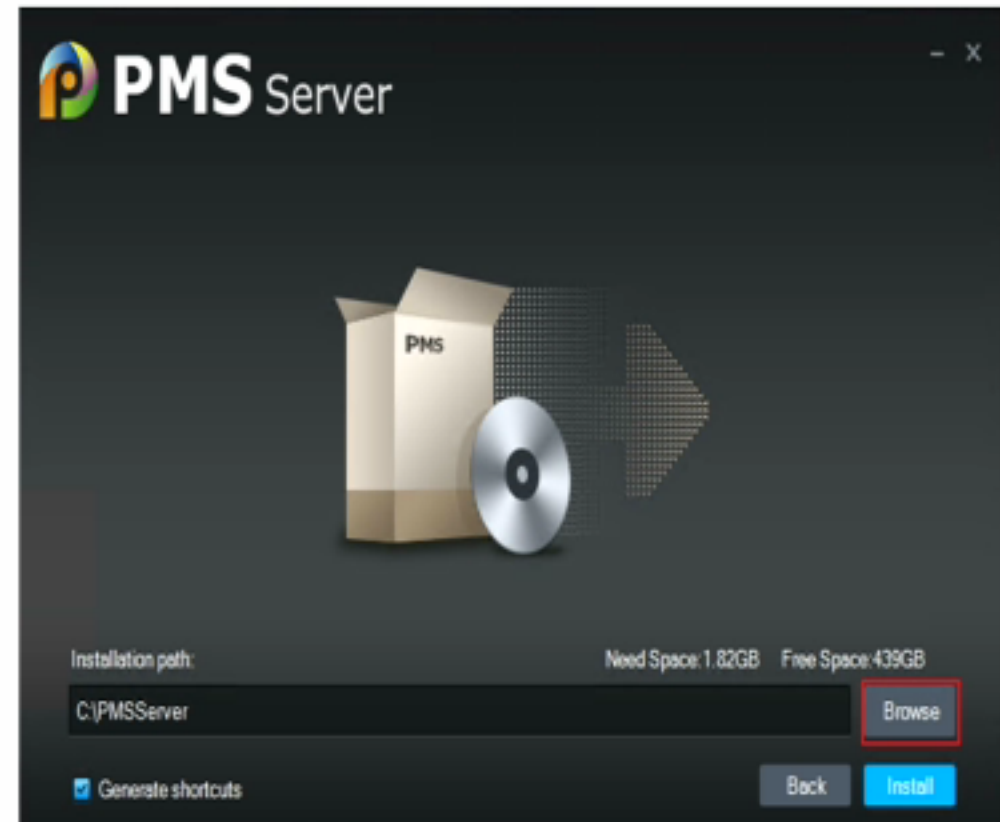 PMS Server
PMS
Installation path:
Need Space:1.82GB Free Space:439GB
C:\PMSServer
Browse
Generate shortcuts
Back
Install